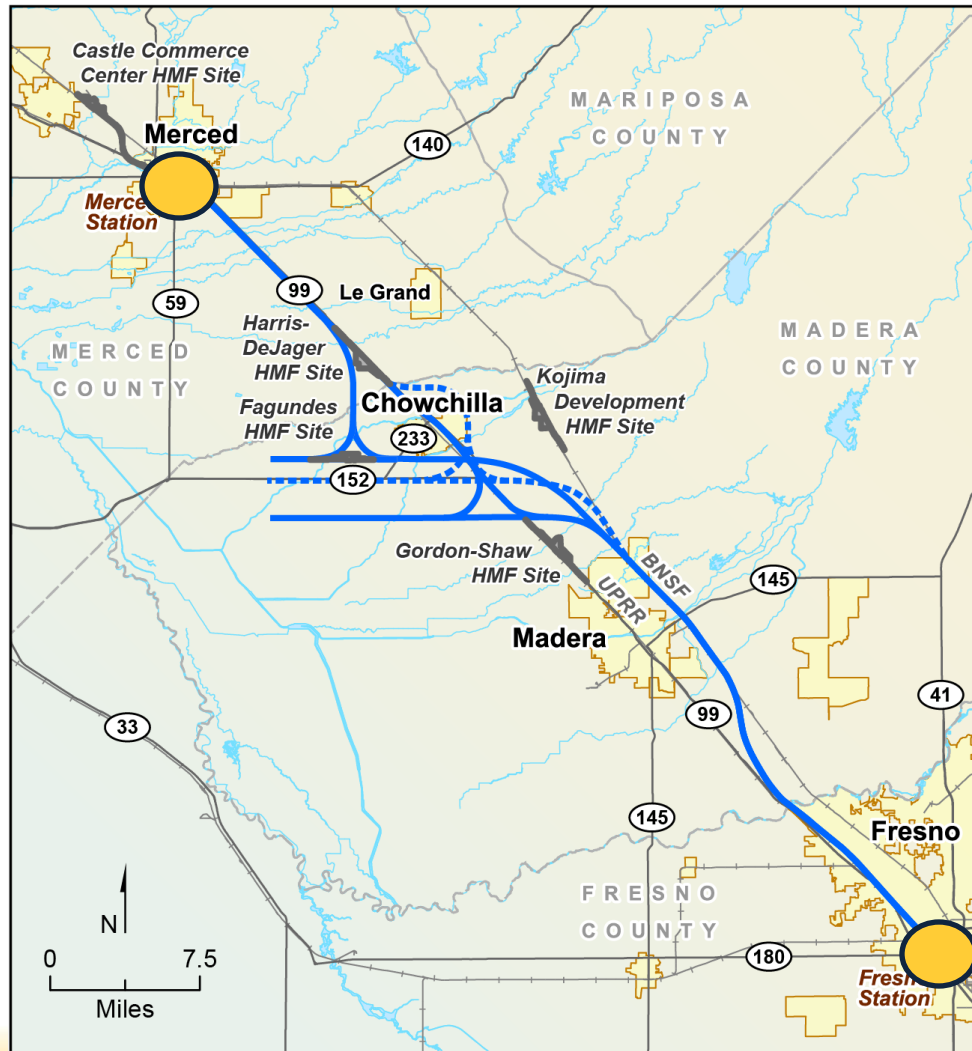 Castle Commerce
Center HMF Site
MARIPOSA
COUNTY
Merced
140
Merce
Station
99
Le Grand
59
MERCED
COUNTY
Harris-
DeJager
HMF Site
MADERA
COUNTY
Kojima
Development
HMF Site
Chowchilla
Fagundes
HMF Site
233
152
Gordon-Shaw
HMF Site
BNSF
UPRR
145
Madera
99
41
33
145
Fresno
FRESNO
COUNTY
N
0 7.5
Miles
180
Fresn
Station